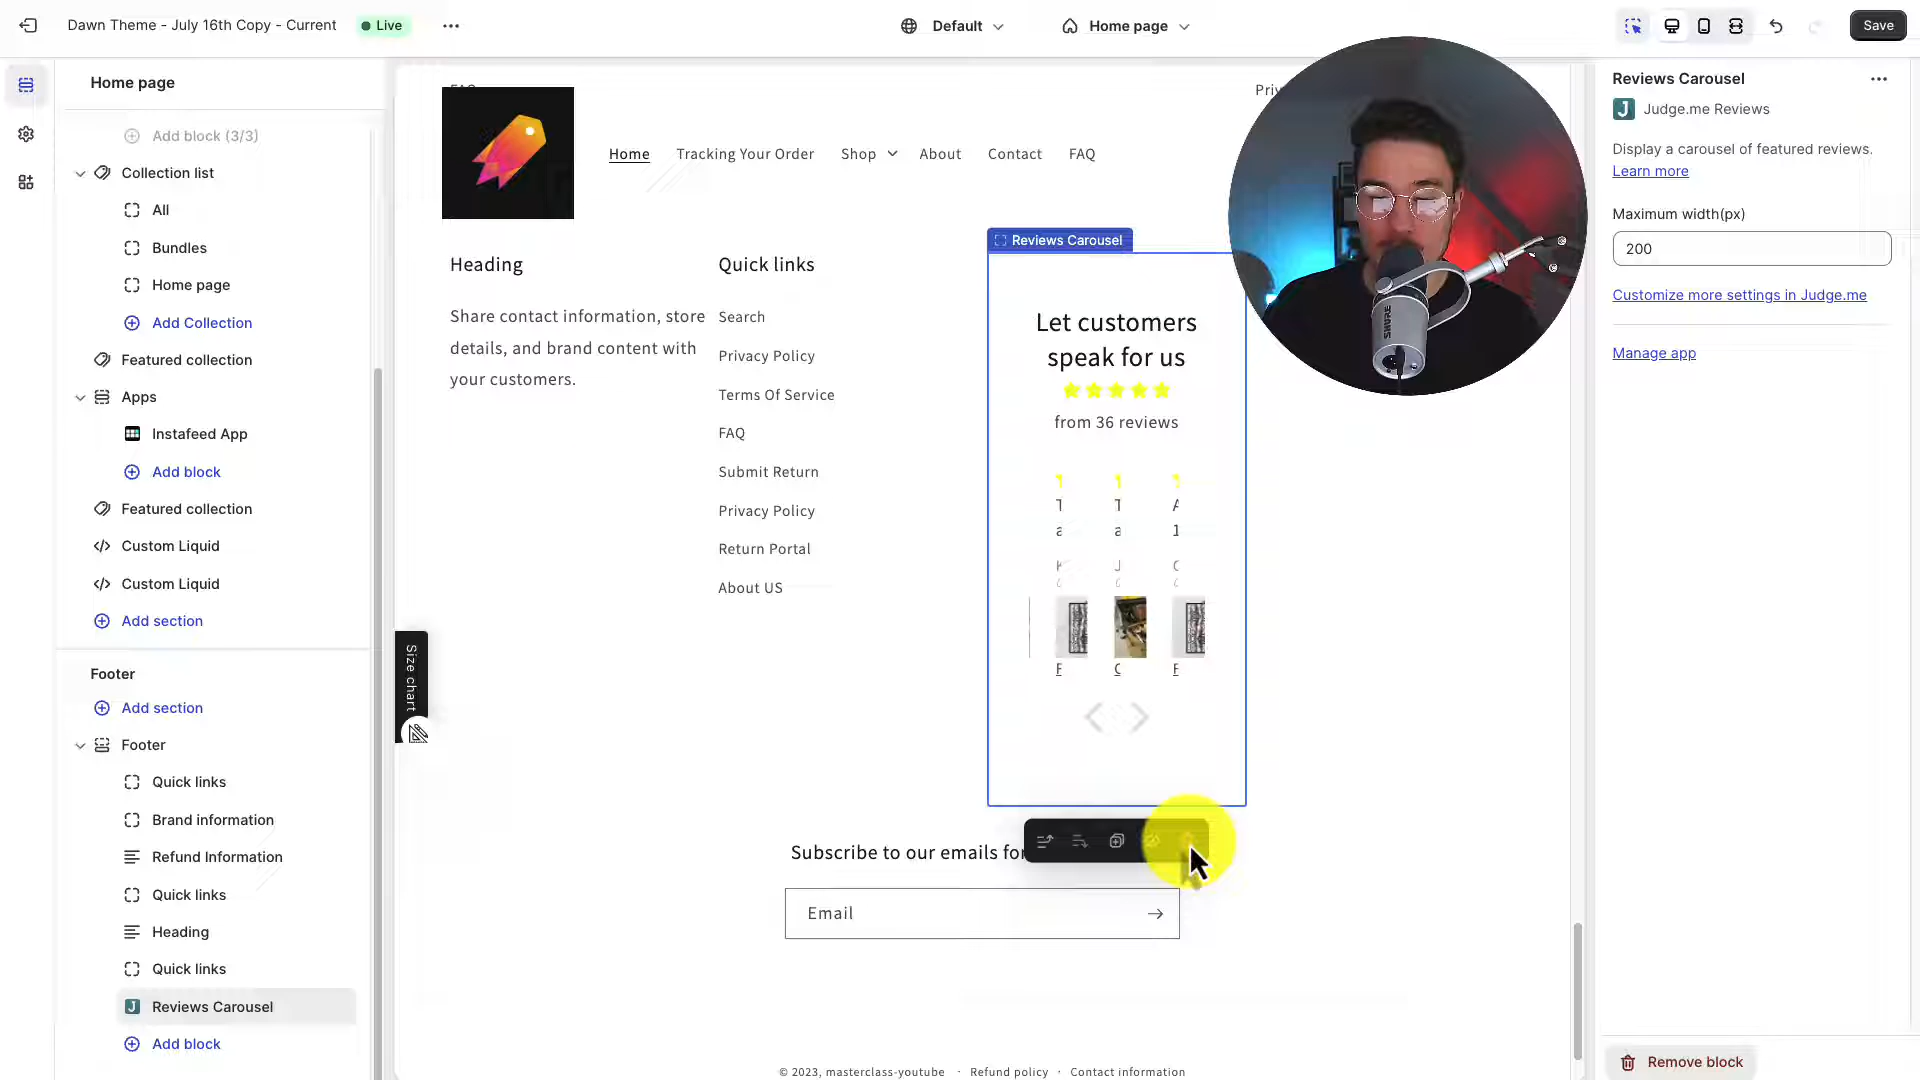 Dawn Theme - July 16th Copy - Current
Live
Default
Home page
Save
Home page
Add block (3/3)
Collection list
All
Bundles
Home page
Add Collection
Featured collection
Apps
Instafeed App
Add block
Featured collection
Custom Liquid
Custom Liquid
Add section
Footer
Add section
Footer
Quick links
Brand information
Refund Information
Quick links
Heading
Quick links
Reviews Carousel
Add block
Home
Tracking Your Order
Shop
About
Contact
FAQ
Heading
Share contact information, store
details, and brand content with
your customers.
Quick links
Search
Privacy Policy
Terms Of Service
FAQ
Submit Return
Privacy Policy
Return Portal
About US
Reviews Carousel
Let customers
speak for us
from 36 reviews
Size chart
Subscribe to our emails for
Email
© 2023, masterclass-youtube · Refund policy · Contact information
SHURE
Reviews Carousel
Judge.me Reviews
Display a carousel of featured reviews.
Learn more
Maximum width(px)
200
Customize more settings in Judge.me
Manage app
Remove block